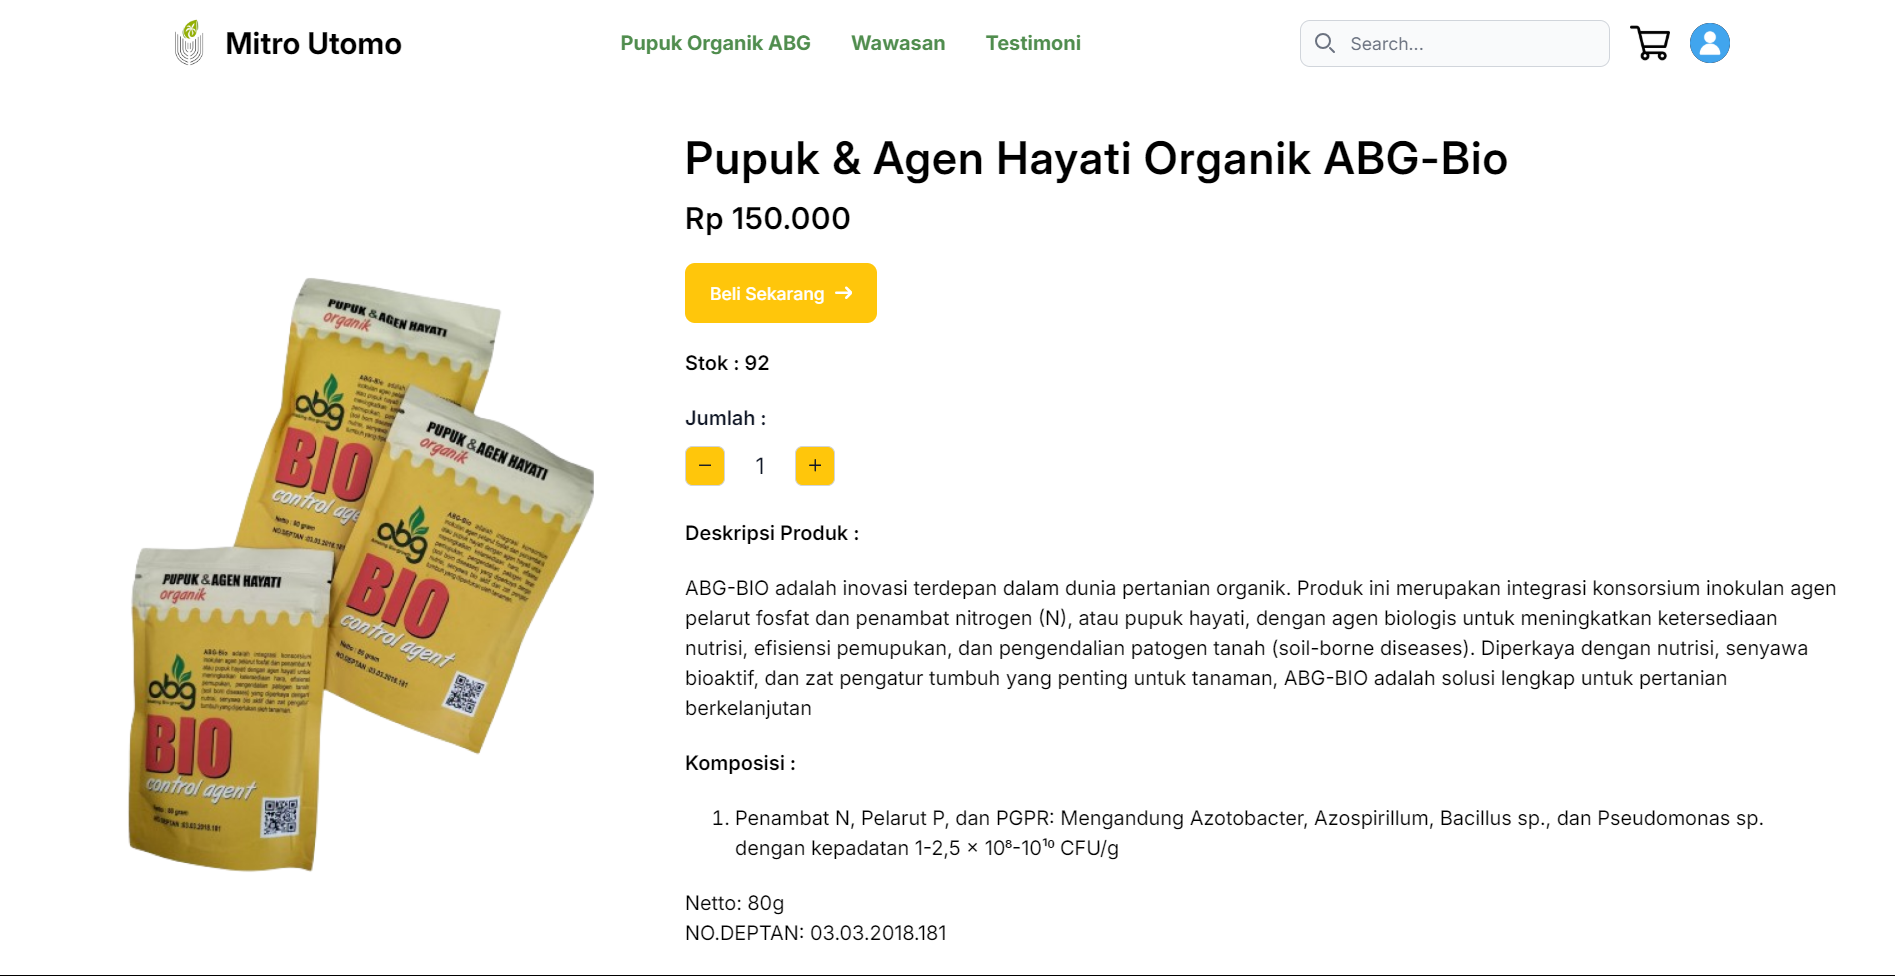 Mitro Utomo
Pupuk Organik ABG
Wawasan
Testimoni
Search...
Pupuk & Agen Hayati Organik ABG-Bio
Rp 150.000
Beli Sekarang →
Stok : 92
Jumlah :
− 1 +
Deskripsi Produk :
ABG-BIO adalah inovasi terdepan dalam dunia pertanian organik. Produk ini merupakan integrasi konsorsium inokulan agen
pelarut fosfat dan penambat nitrogen (N), atau pupuk hayati, dengan agen biologis untuk meningkatkan ketersediaan
nutrisi, efisiensi pemupukan, dan pengendalian patogen tanah (soil-borne diseases). Diperkaya dengan nutrisi, senyawa
bioaktif, dan zat pengatur tumbuh yang penting untuk tanaman, ABG-BIO adalah solusi lengkap untuk pertanian
berkelanjutan
Komposisi :
1. Penambat N, Pelarut P, dan PGPR: Mengandung Azotobacter, Azospirillum, Bacillus sp., dan Pseudomonas sp.
dengan kepadatan 1-2,5 × 10⁸-10¹⁰ CFU/g
Netto: 80g
NO.DEPTAN: 03.03.2018.181
PUPUK & AGEN HAYATI
organik
abg
BIO
control age
NO.DEPTAN :03.03.2018.181
PUPUK & AGEN HAYATI
organik
abg
BIO
control agent
Netto : 80 gram
NO.DEPTAN :03.03.2018.181
PUPUK & AGEN HAYATI
organik
abg
BIO
control agent
Netto : 80 gram
NO.DEPTAN :03.03.2018.181